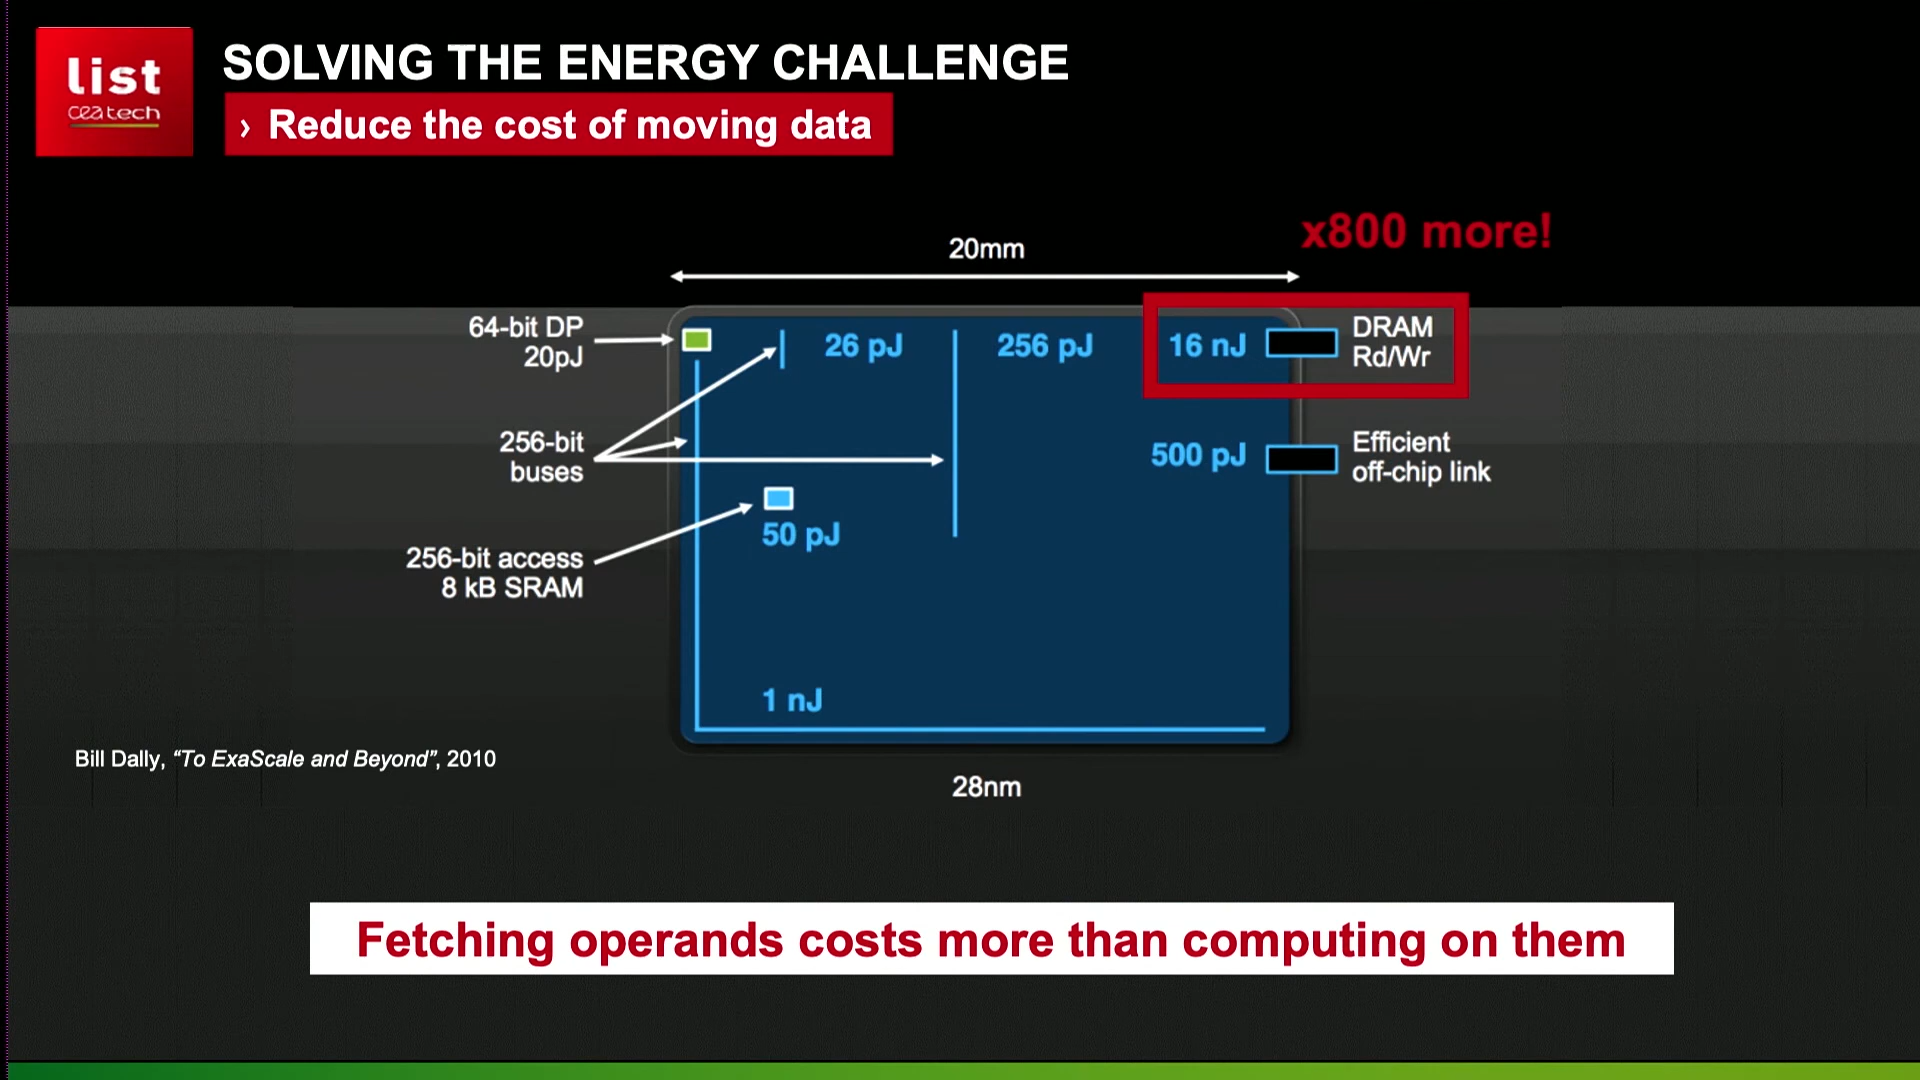 list
ceatech
SOLVING THE ENERGY CHALLENGE
› Reduce the cost of moving data
x800 more!
20mm
64-bit DP
20pJ
26 pJ
256 pJ
16 nJ
DRAM
Rd/Wr
256-bit
buses
500 pJ
Efficient
off-chip link
50 pJ
256-bit access
8 kB SRAM
1 nJ
Bill Dally, “To ExaScale and Beyond”, 2010
28nm
Fetching operands costs more than computing on them